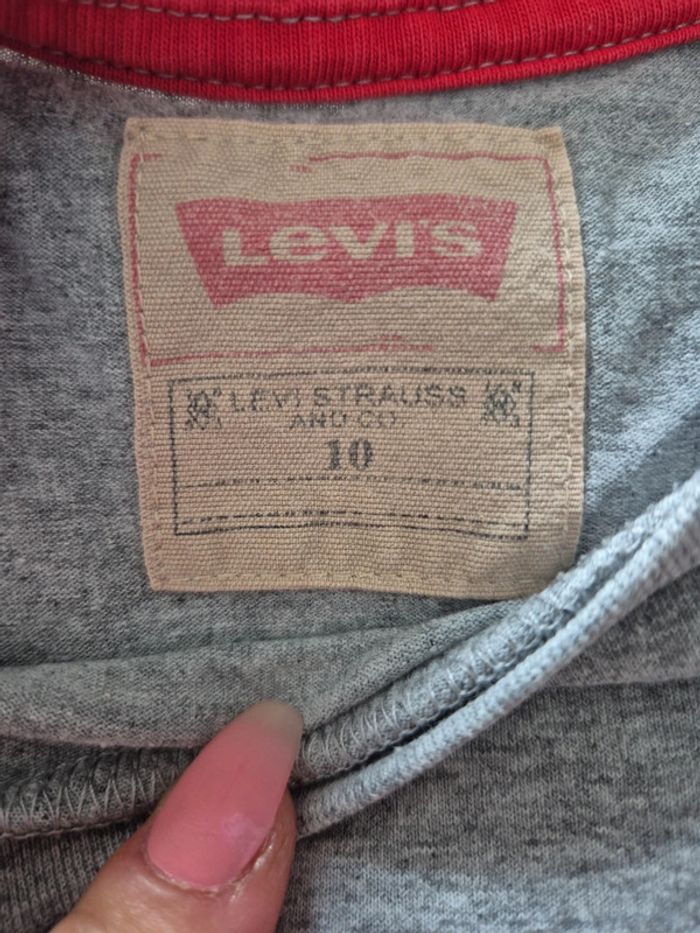 LEVI'S
LEVI STRAUSS
AND CO
10